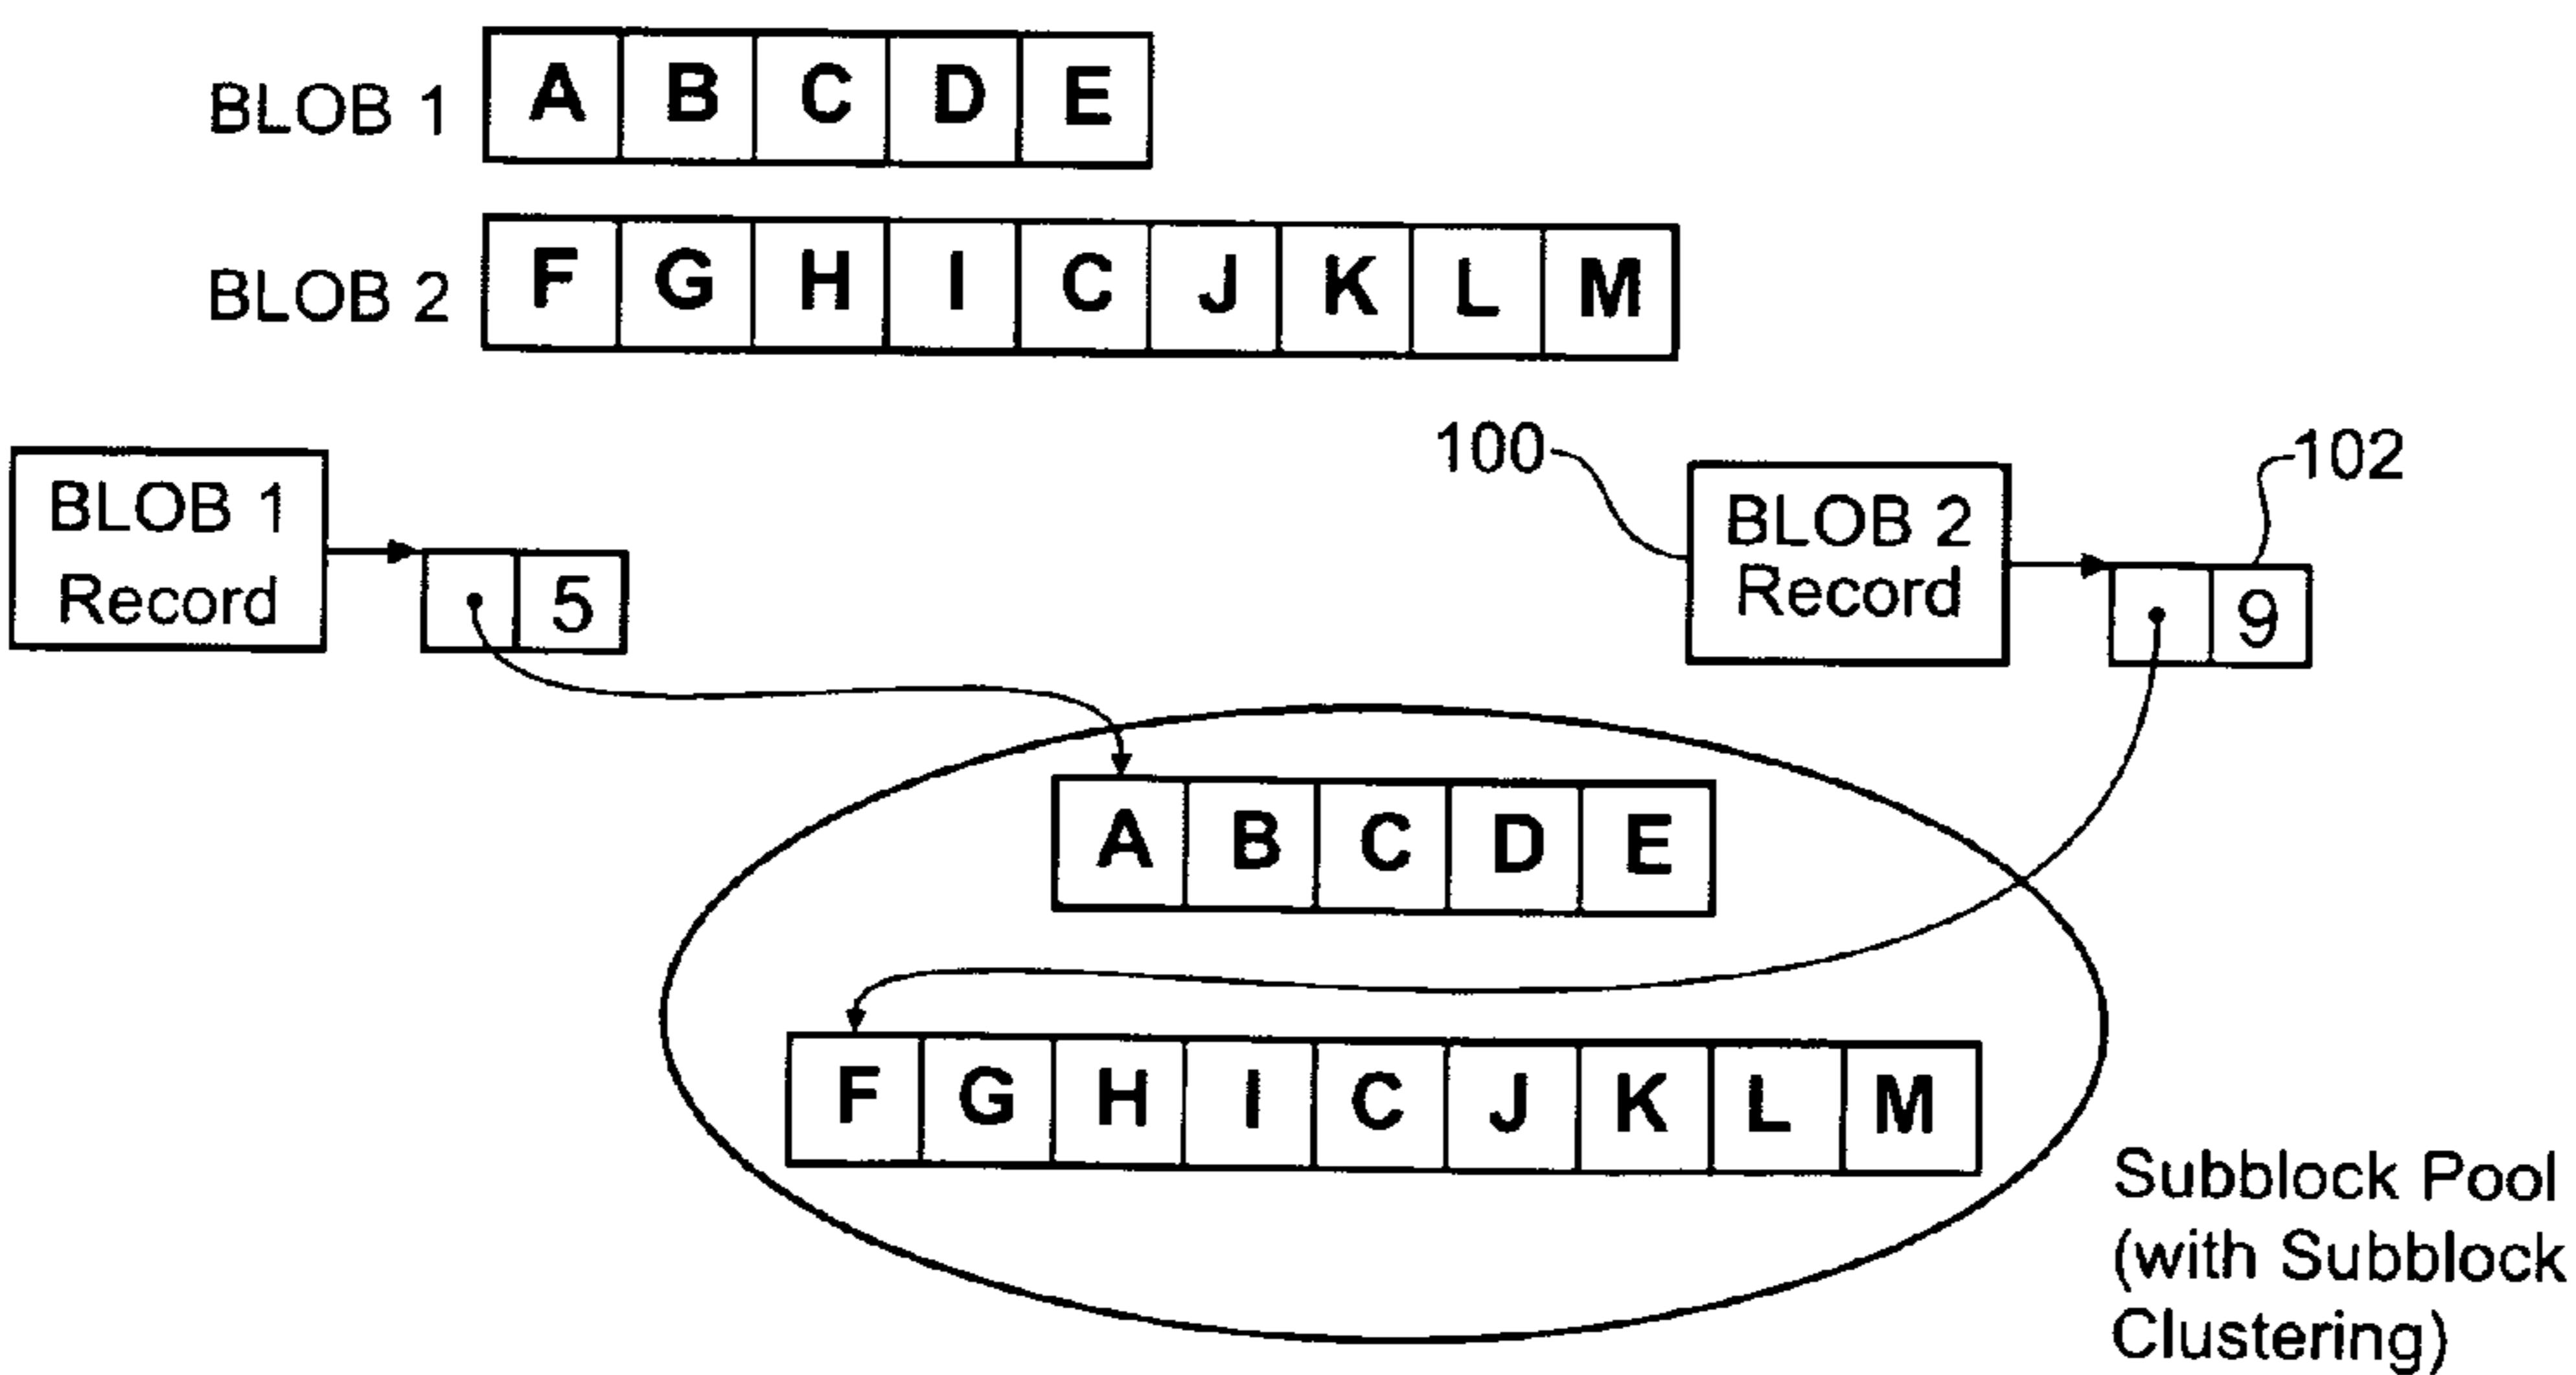 BLOB 1 A B C D E
BLOB 2 F G H I C J K L M
100
102
BLOB 1
Record
5
BLOB 2
Record
9
A B C D E
F G H I C J K L M
Subblock Pool
(with Subblock
Clustering)